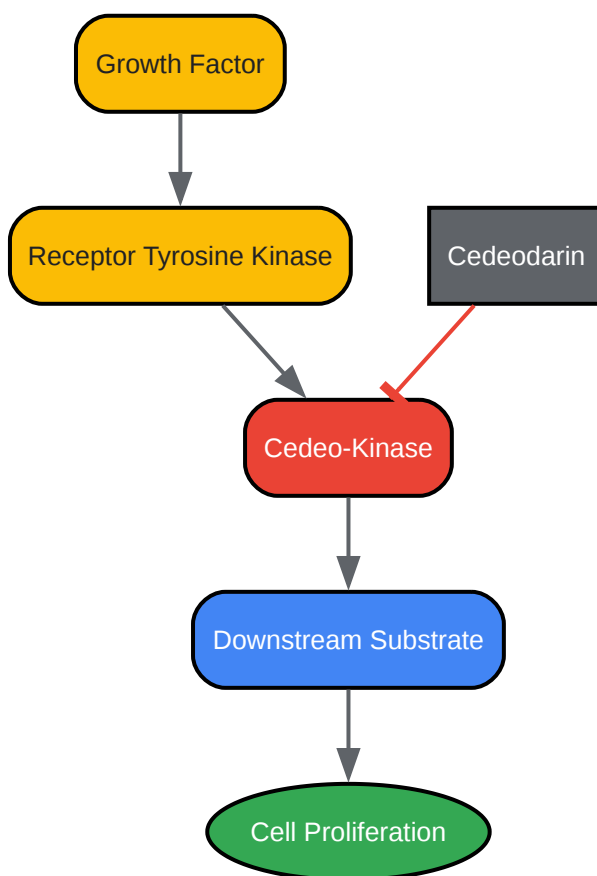 Growth Factor
Receptor Tyrosine Kinase
Cedeodarin
Cedeo-Kinase
Downstream Substrate
Cell Proliferation